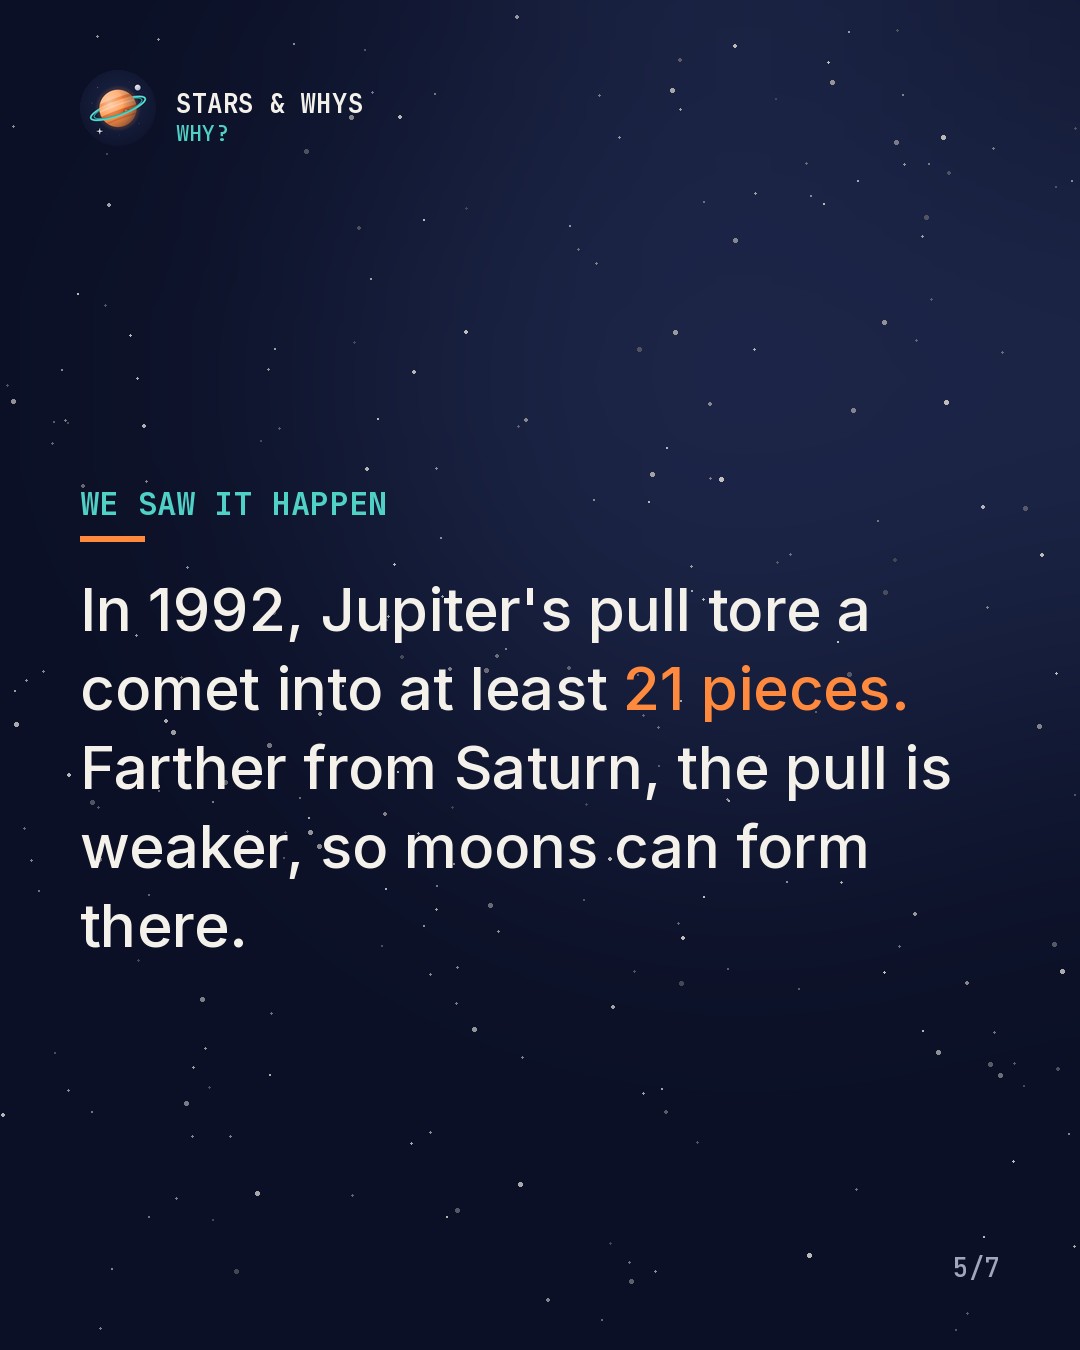 STARS & WHYS
WHY?
WE SAW IT HAPPEN
In 1992, Jupiter's pull tore a
comet into at least 21 pieces.
Farther from Saturn, the pull is
weaker, so moons can form
there.
5/7